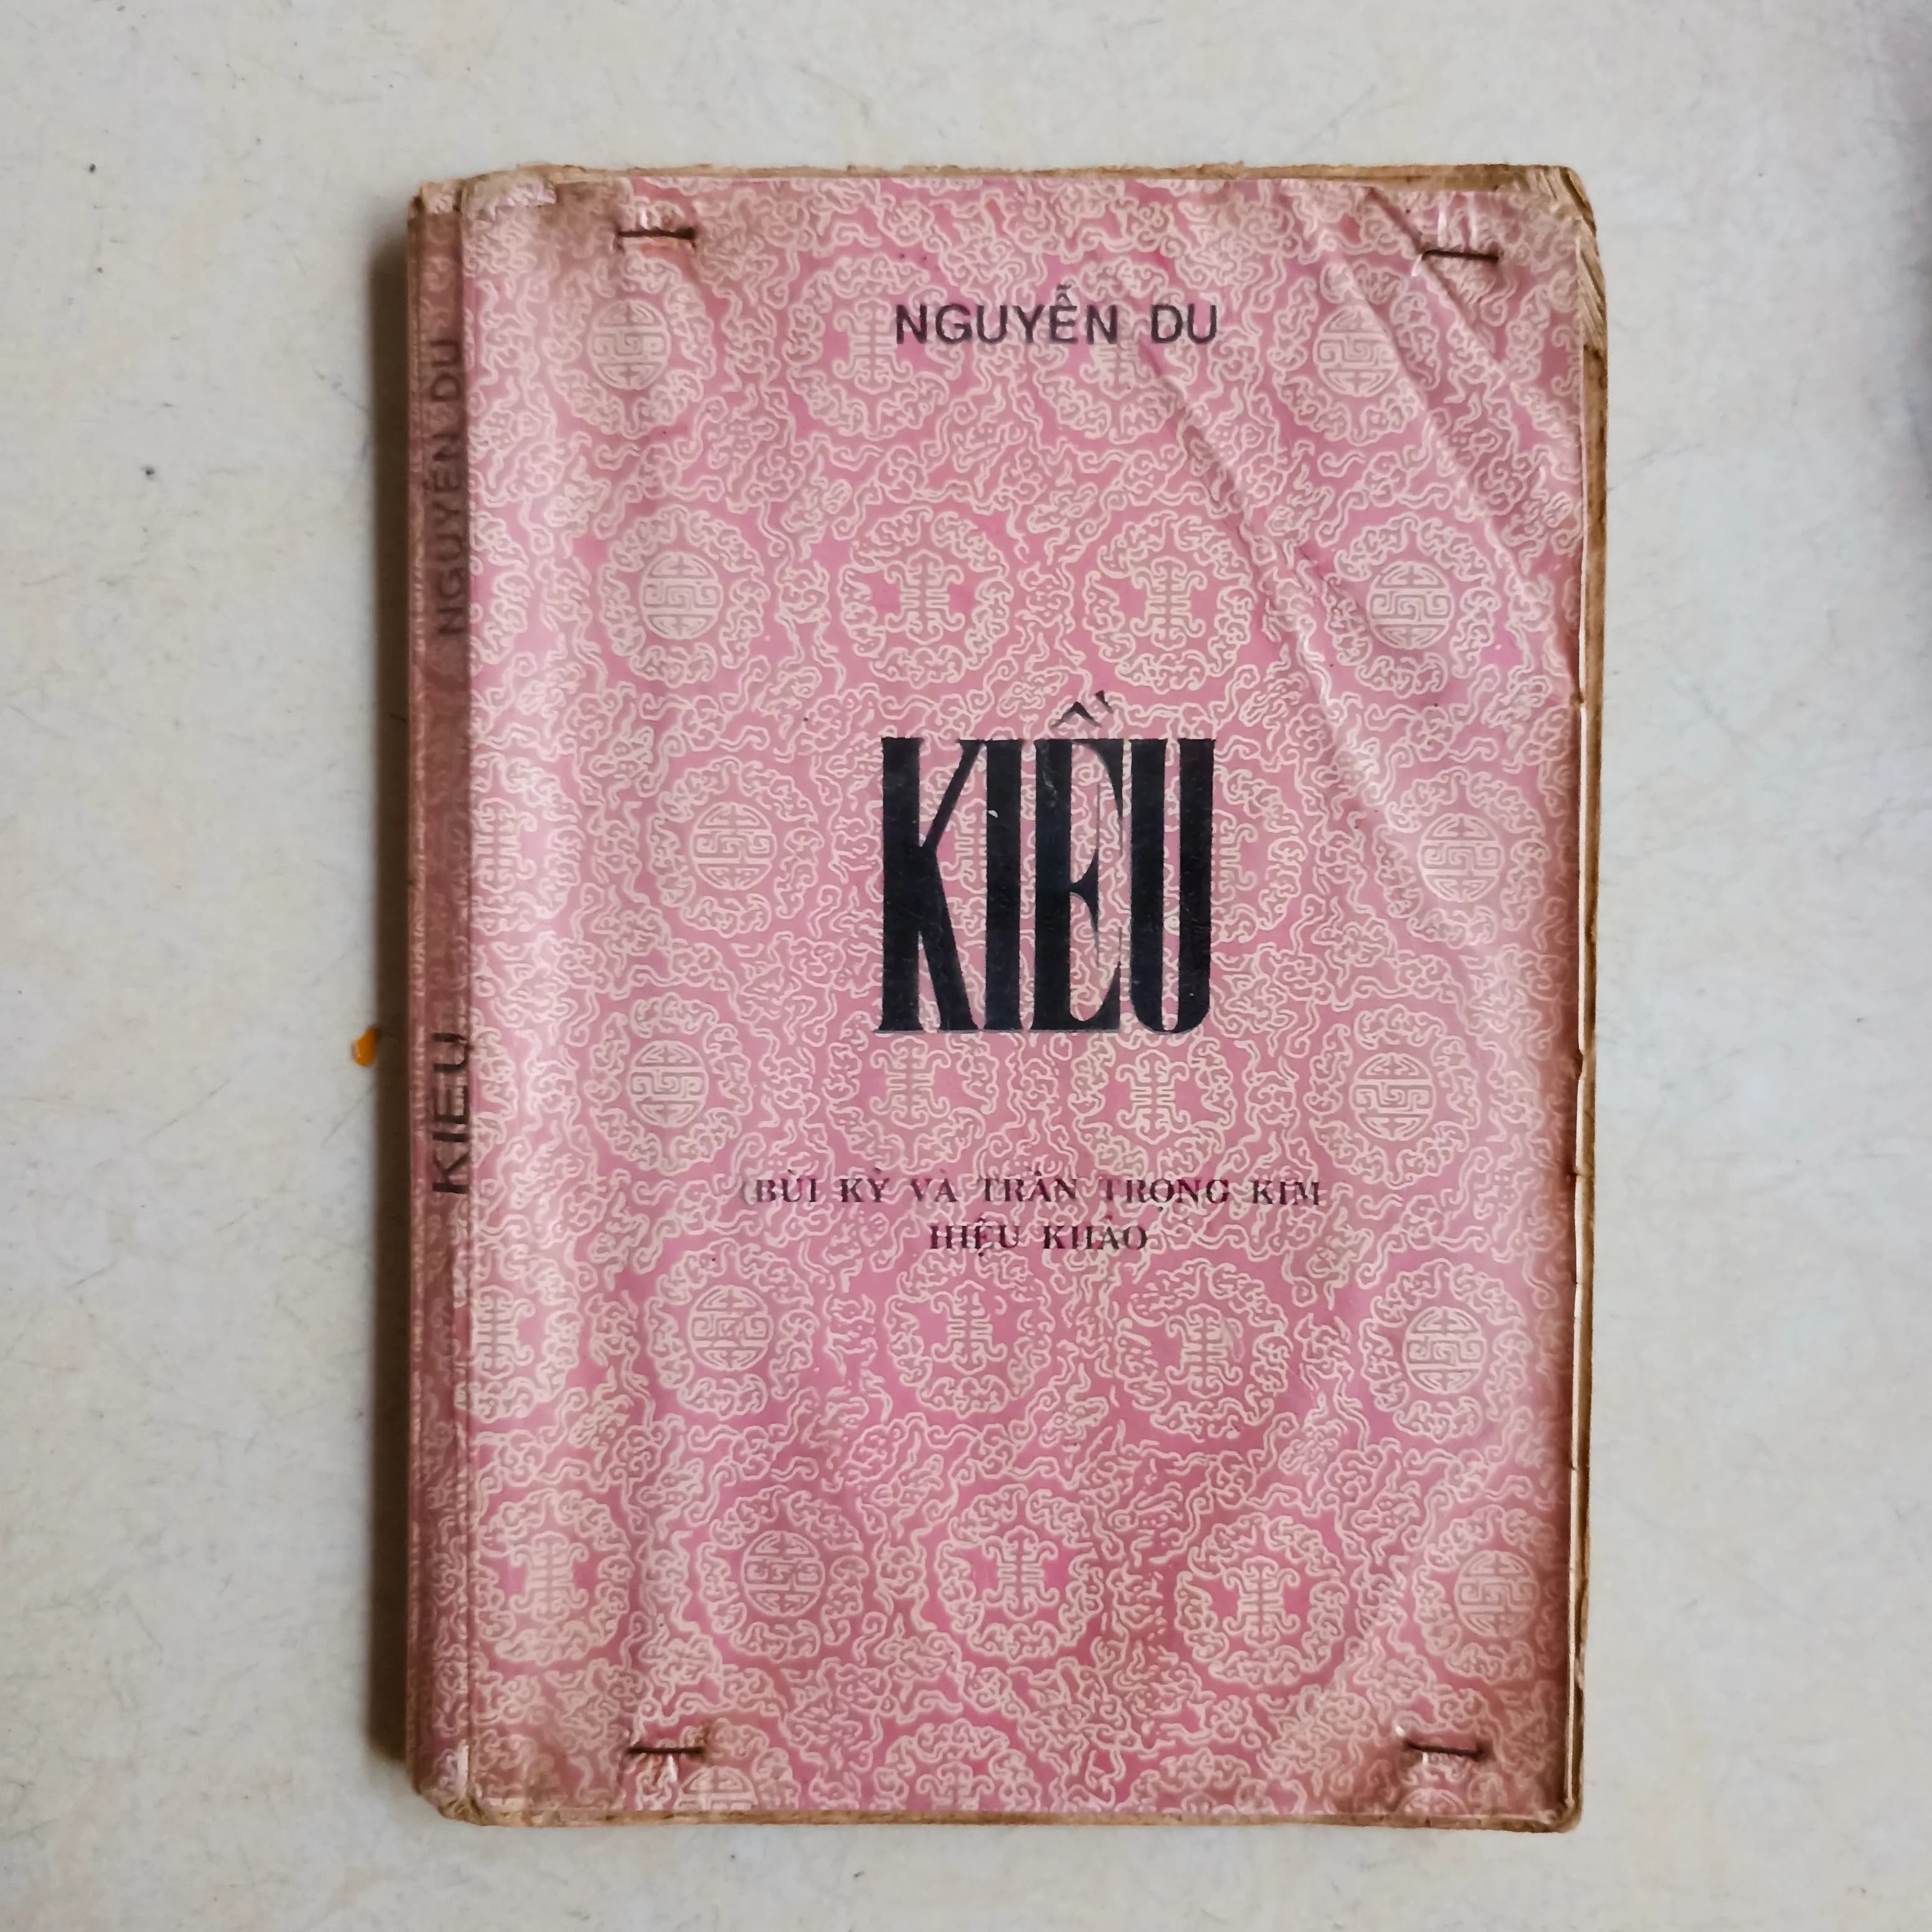 NGUYỄN DU
KIỀU
(BÙI KỶ VÀ TRẦN TRỌNG KIM
HIỆU KHẢO
NGUYỄN DU
KIỀU